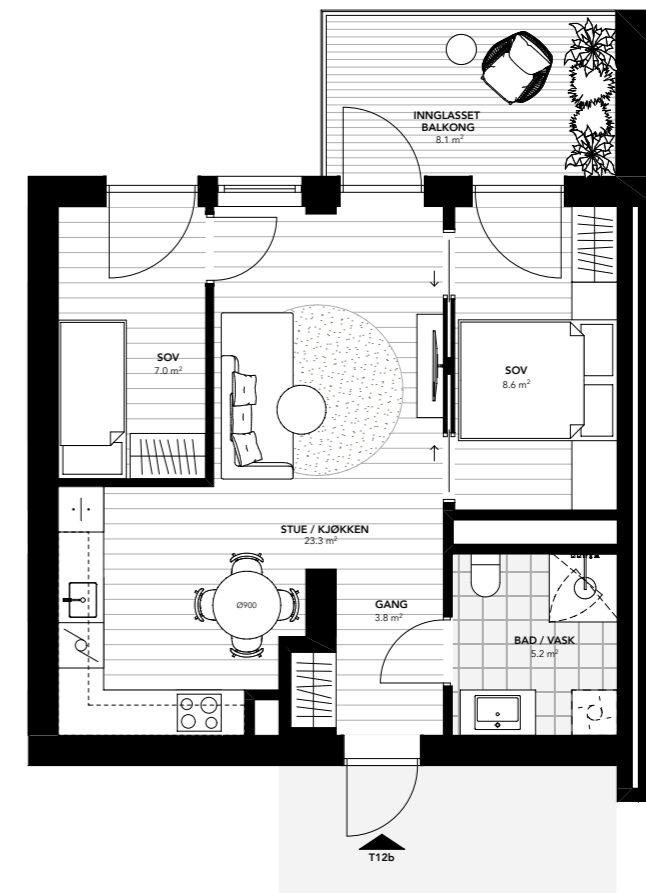 INNGLASSET
BALKONG
8.1 m²
SOV
7.0 m²
SOV
8.6 m²
STUE / KJØKKEN
23.3 m²
Ø900
GANG
3.8 m²
BAD / VASK
5.2 m²
T12b